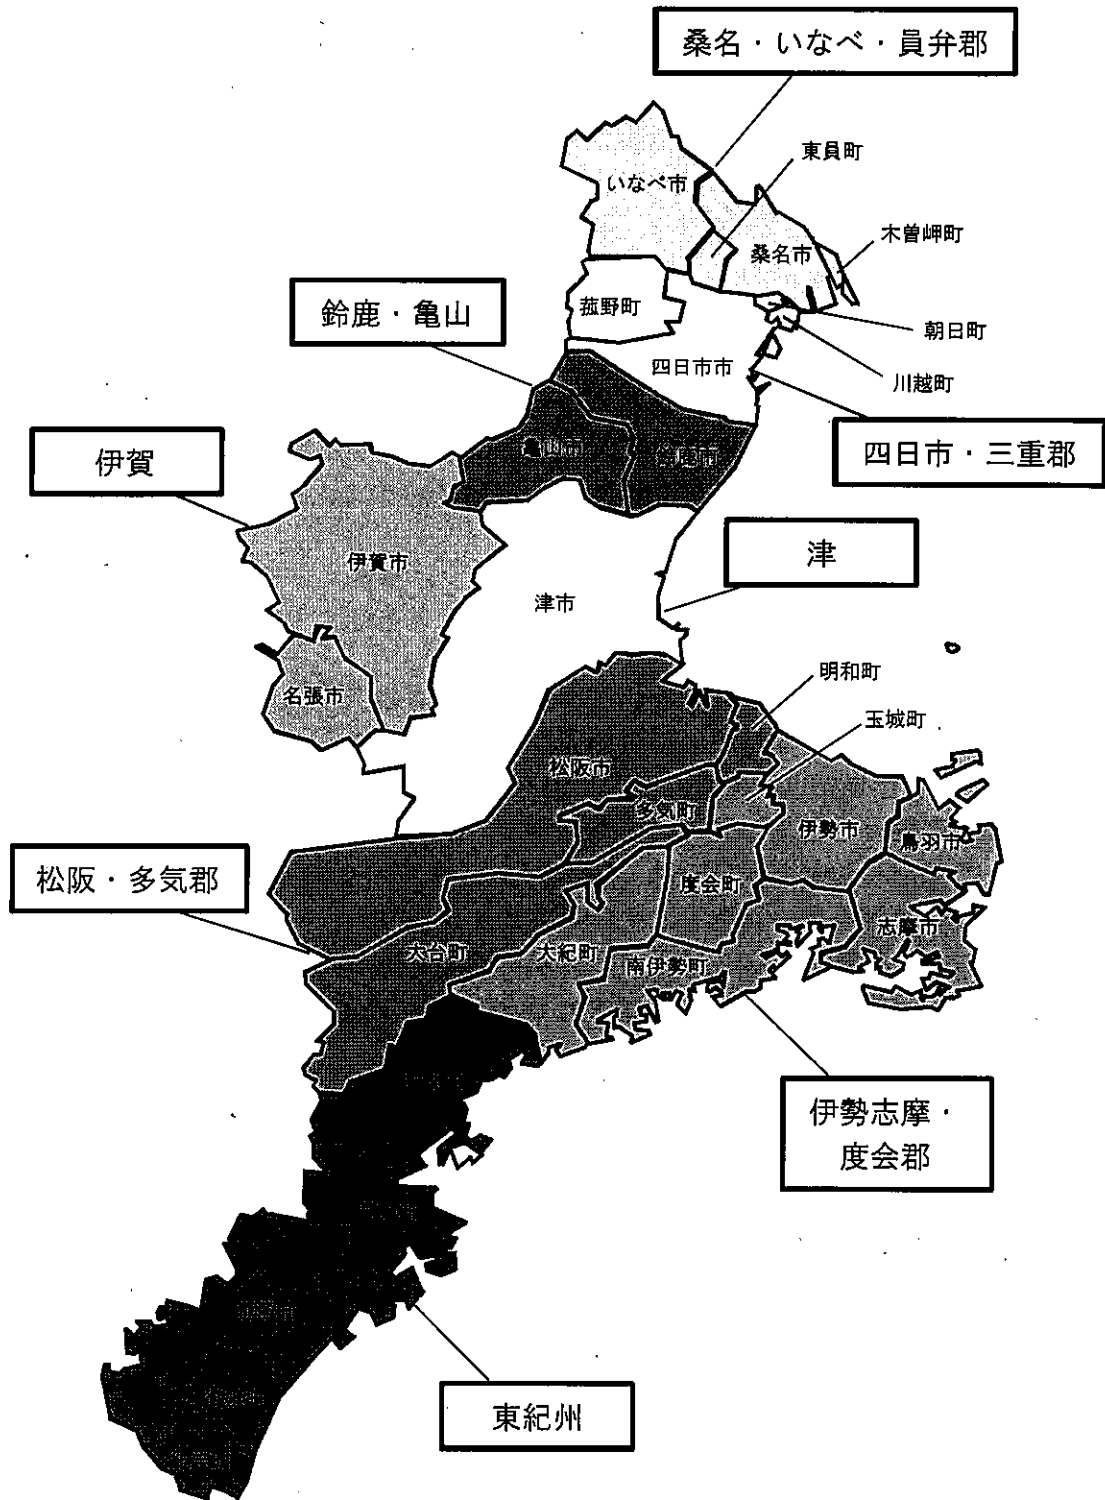 桑名・いなべ・員弁郡
東員町
いなべ市
木曽岬町
桑名市
鈴鹿・亀山
菰野町
朝日町
四日市市
川越町
伊賀
亀山市
鈴鹿市
四日市・三重郡
津
伊賀市
津市
明和町
名張市
玉城町
松阪市
多気町
伊勢市
鳥羽市
松阪・多気郡
度会町
志摩市
大台町
大紀町
南伊勢町
伊勢志摩・
度会郡
東紀州